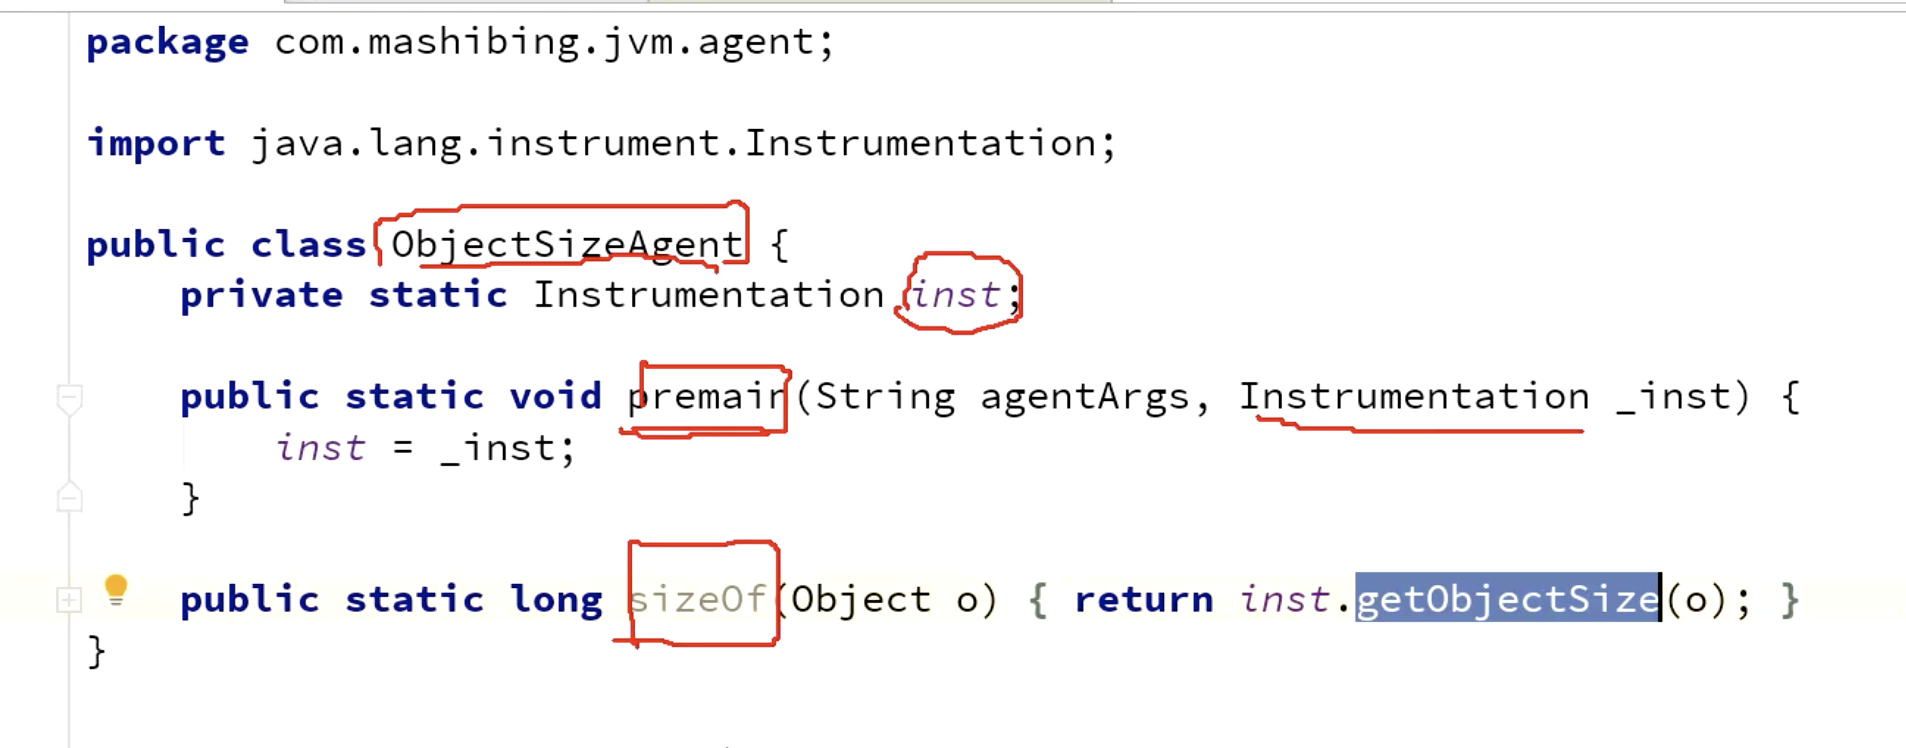 package com.mashibing.jvm.agent;
import java.lang.instrument.Instrumentation;
public class ObjectSizeAgent {
private static Instrumentation inst;
public static void premain(String agentArgs, Instrumentation _inst) {
inst = _inst;
}
public static long sizeOf(Object o) { return inst.getObjectSize(o); }
}